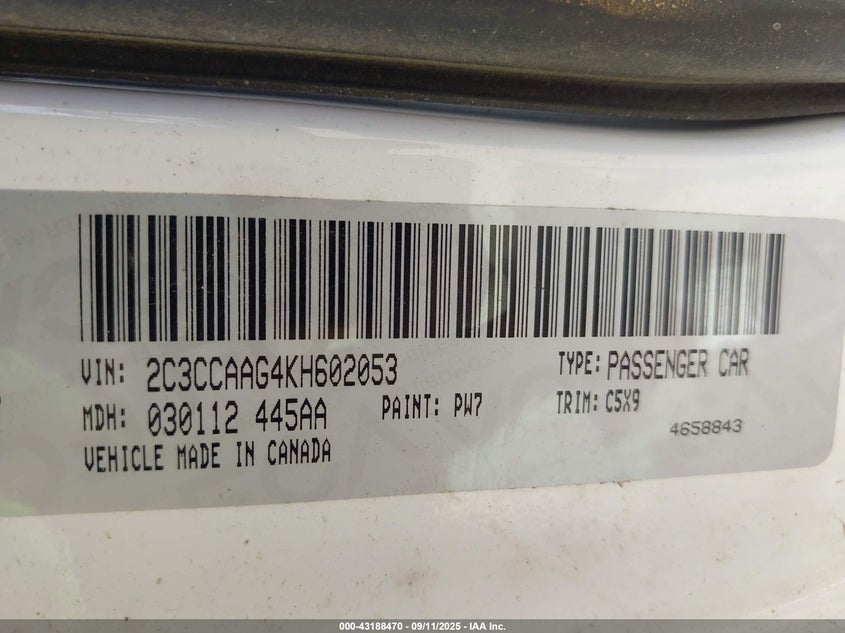 VIN: 2C3CCAAG4KH602053 TYPE: PASSENGER CAR
MDH: 030112 445AA PAINT: PW7 TRIM: C5X9
4658843
VEHICLE MADE IN CANADA
000-43188470 - 09/11/2025 - IAA Inc.